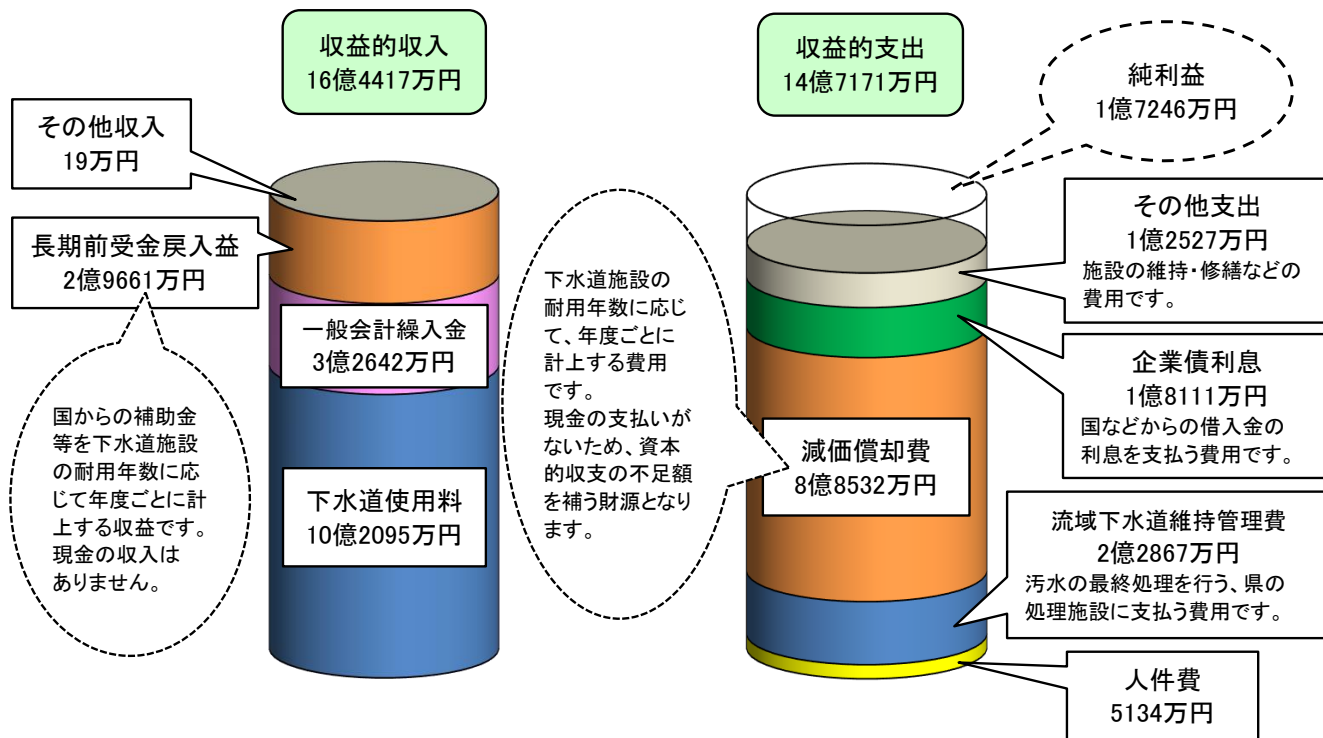 収益的収入
16億4417万円
収益的支出
14億7171万円
純利益
1億7246万円
その他収入
19万円
長期前受金戻入益
2億9661万円
国からの補助金
等を下水道施設
の耐用年数に応
じて年度ごとに計
上する収益です。
現金の収入は
ありません。
一般会計繰入金
3億2642万円
下水道使用料
10億2095万円
下水道施設の
耐用年数に応じ
て、年度ごとに
計上する費用
です。
現金の支払いが
ないため、資本
的収支の不足額
を補う財源となり
ます。
減価償却費
8億8532万円
その他支出
1億2527万円
施設の維持・修繕などの
費用です。
企業債利息
1億8111万円
国などからの借入金の
利息を支払う費用です。
流域下水道維持管理費
2億2867万円
汚水の最終処理を行う、県の
処理施設に支払う費用です。
人件費
5134万円